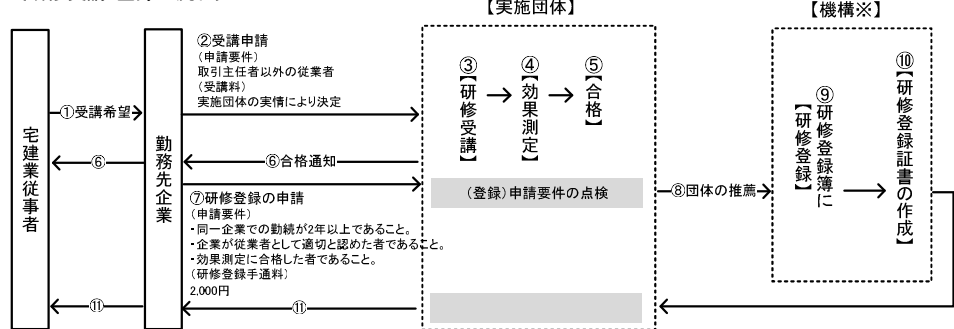 【実施団体】
【機構※】
宅建業従事者
①受講希望
⑥
⑪
勤務先企業
②受講申請
(申請要件)
取引主任者以外の従業者
(受講料)
実施団体の実情により決定
⑥合格通知
⑦研修登録の申請
(申請要件)
・同一企業での勤続が2年以上であること。
・企業が従業者として適切と認めた者であること。
・効果測定に合格した者であること。
(研修登録手通料)
2,000円
⑪
③【研修受講】
④【効果測定】
⑤【合格】
(登録)申請要件の点検
⑧団体の推薦
⑨研修登録簿に
【研修登録】
⑩【研修登録証書の作成】